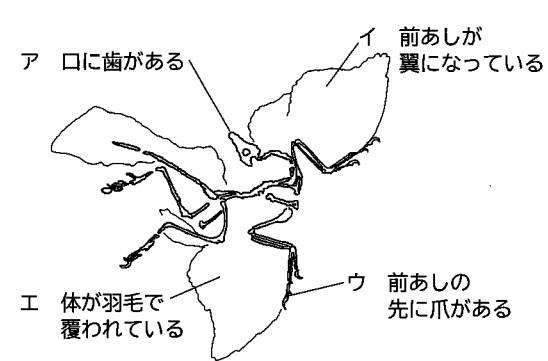 ア 口に歯がある
イ 前あしが
翼になっている
ウ 前あしの
先に爪がある
エ 体が羽毛で
覆われている